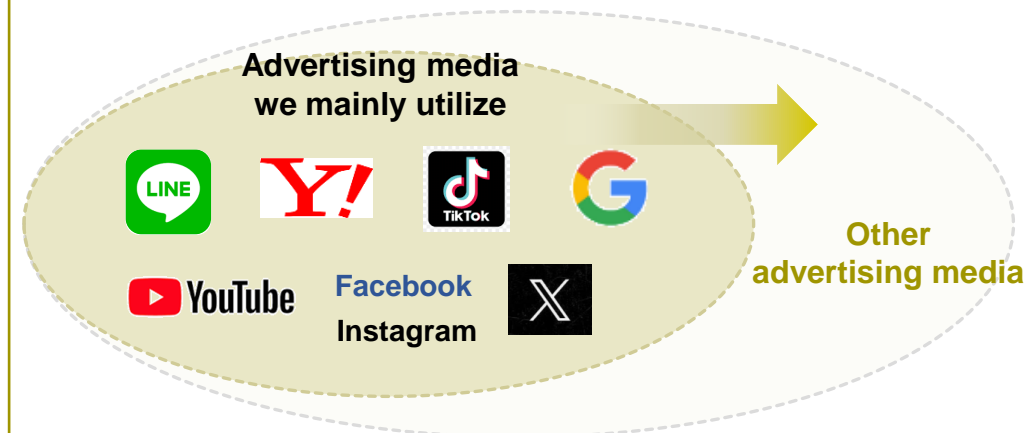 Advertising media
we mainly utilize
LINE
Y!
TikTok
G
Other
advertising media
YouTube
Facebook
Instagram
X